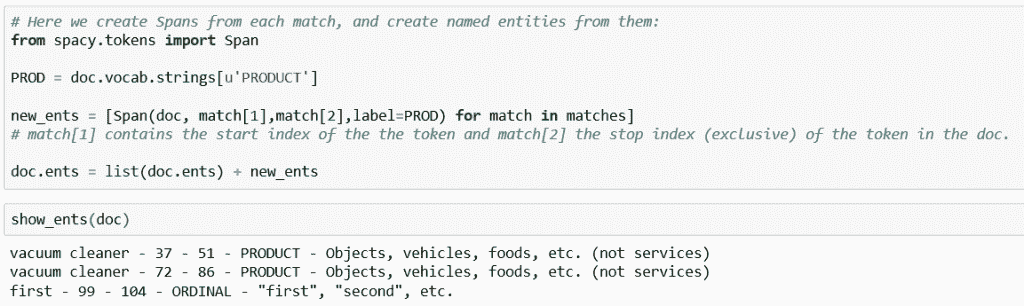 # Here we create Spans from each match, and create named entities from them:
from spacy.tokens import Span
PROD = doc.vocab.strings[u'PRODUCT']
new_ents = [Span(doc, match[1],match[2],label=PROD) for match in matches]
# match[1] contains the start index of the the token and match[2] the stop index (exclusive) of the token in the doc.
doc.ents = list(doc.ents) + new_ents
show_ents(doc)
vacuum cleaner - 37 - 51 - PRODUCT - Objects, vehicles, foods, etc. (not services)
vacuum cleaner - 72 - 86 - PRODUCT - Objects, vehicles, foods, etc. (not services)
first - 99 - 104 - ORDINAL - "first", "second", etc.